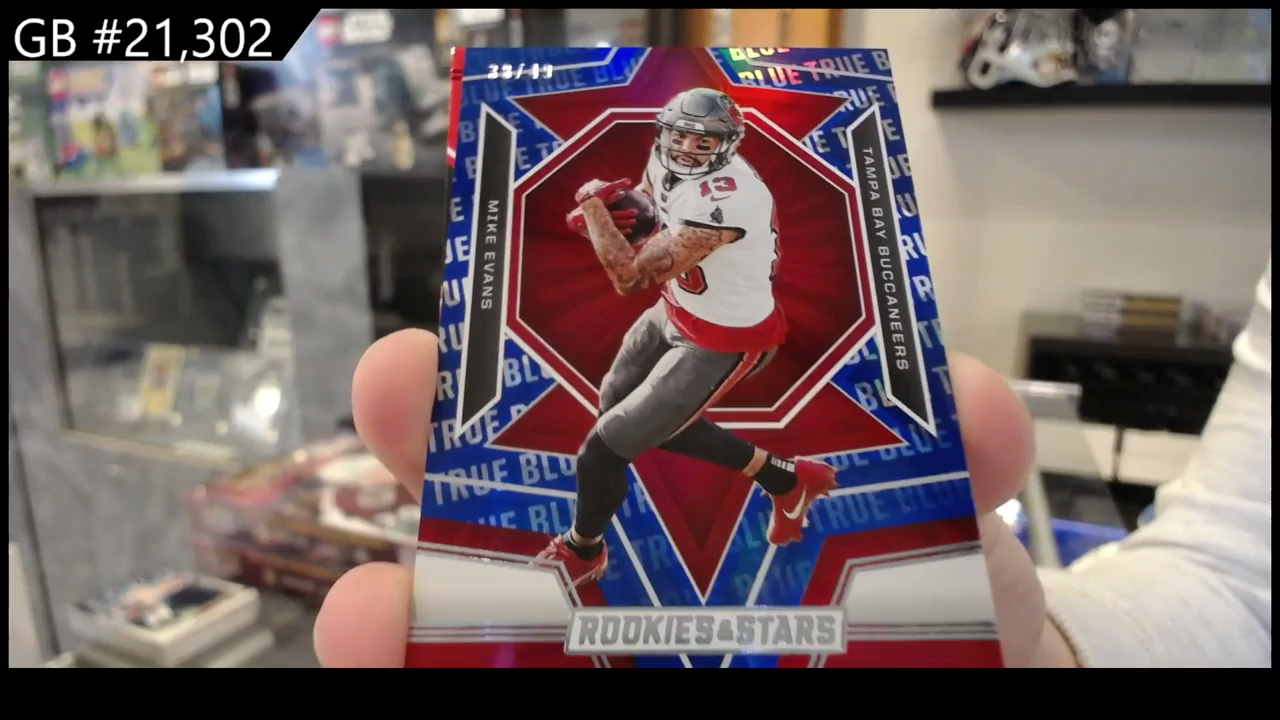 GB #21,302
MIKE EVANS
TAMPA BAY BUCCANEERS
13
TRUE BLUE
ROOKIES & STARS